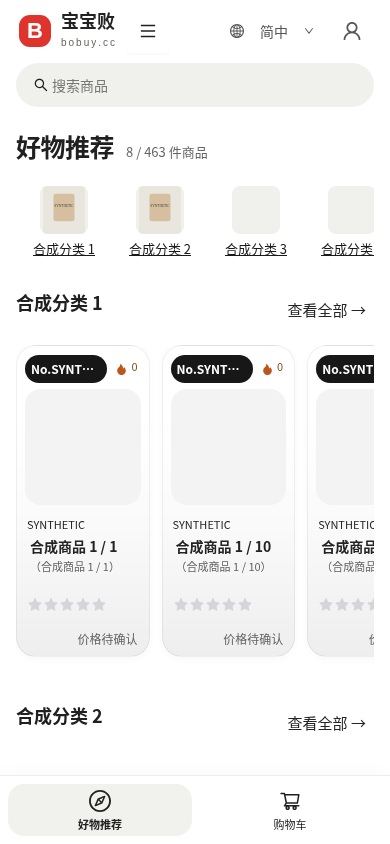 B 宝宝败
bobuy.cc
简中
搜索商品
好物推荐 8 / 463 件商品
合成分类 1 合成分类 2 合成分类 3 合成分类
合成分类 1
查看全部 →
No.SYNT··· 0 No.SYNT··· 0 No.SYNT
SYNTHETIC SYNTHETIC SYNTHETIC
合成商品 1 / 1 合成商品 1 / 10 合成商品
（合成商品 1 / 1） （合成商品 1 / 10） （合成商品
价格待确认 价格待确认
合成分类 2
查看全部 →
好物推荐 购物车